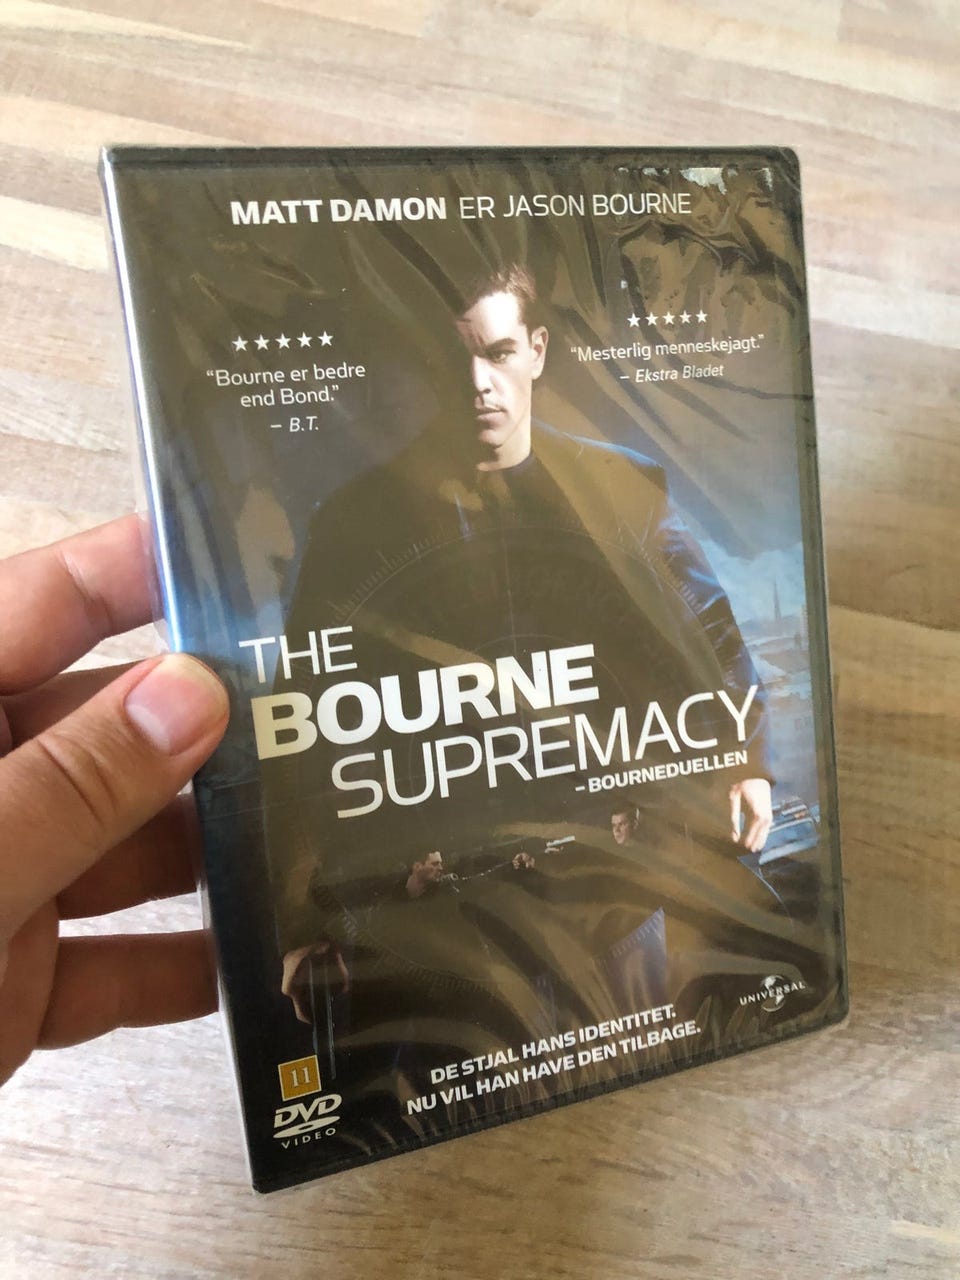 MATT DAMON ER JASON BOURNE
★★★★★
"Bourne er bedre
end Bond."
– B.T.
★★★★★
"Mesterlig menneskejagt."
– Ekstra Bladet
THE
BOURNE
SUPREMACY
– BOURNEDUELLEN
DE STJAL HANS IDENTITET.
NU VIL HAN HAVE DEN TILBAGE.
UNIVERSAL
11
DVD
VIDEO